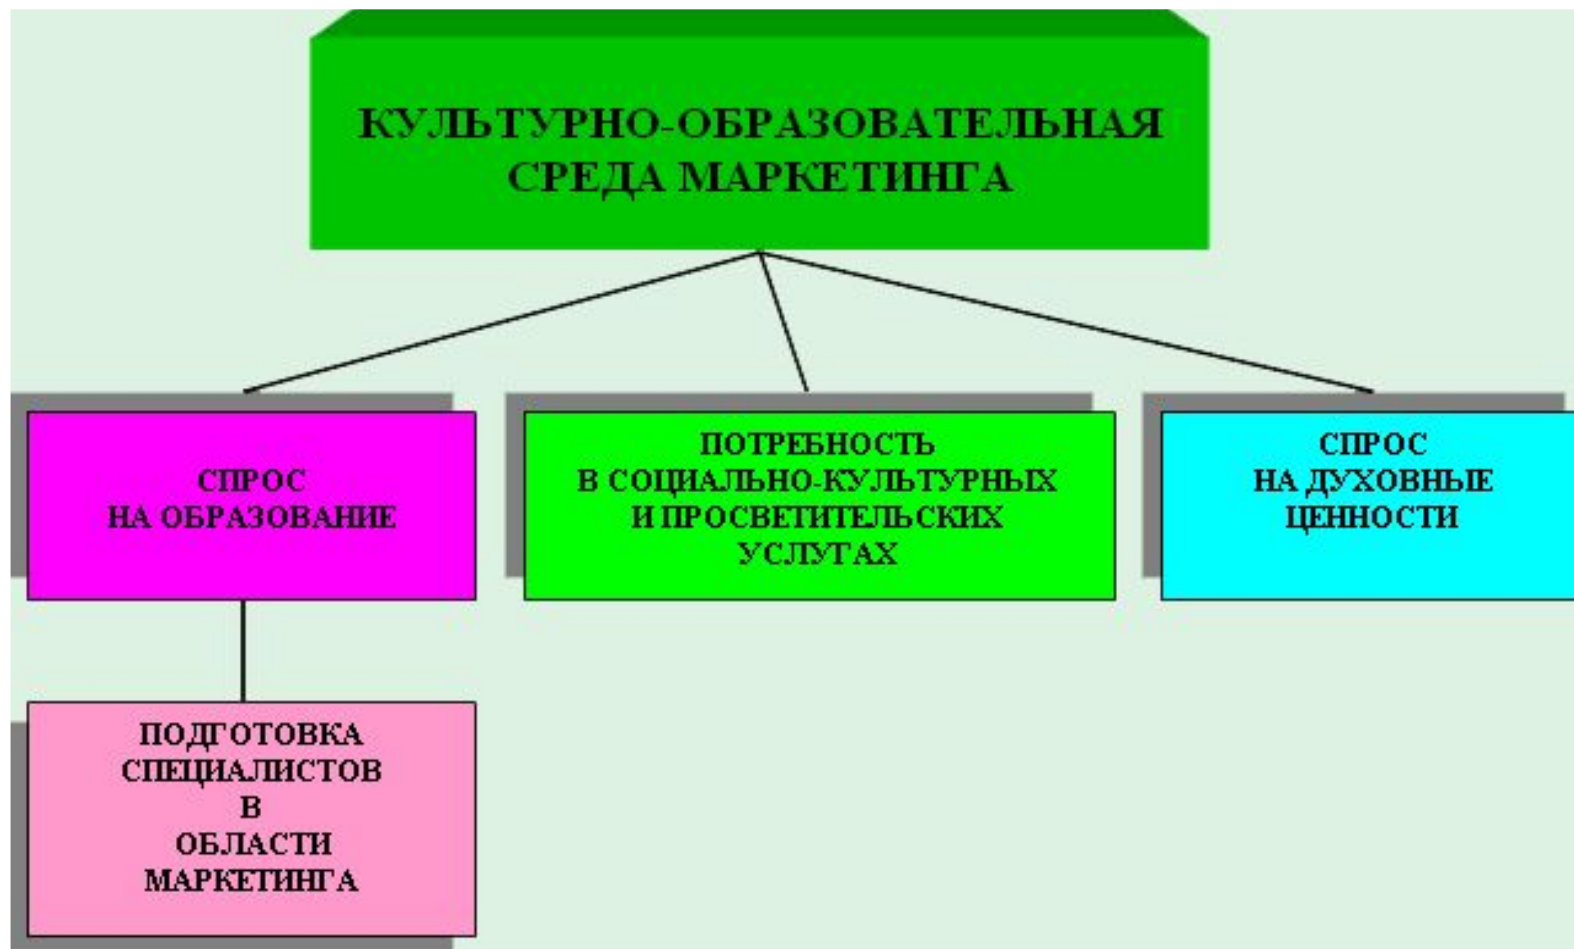 КУЛЬТУРНО-ОБРАЗОВАТЕЛЬНАЯ
СРЕДА МАРКЕТИНГА
СПРОС
НА ОБРАЗОВАНИЕ
ПОТРЕБНОСТЬ
В СОЦИАЛЬНО-КУЛЬТУРНЫХ
И ПРОСВЕТИТЕЛЬСКИХ
УСЛУГАХ
СПРОС
НА ДУХОВНЫЕ
ЦЕННОСТИ
ПОДГОТОВКА
СПЕЦИАЛИСТОВ
В
ОБЛАСТИ
МАРКЕТИНГА